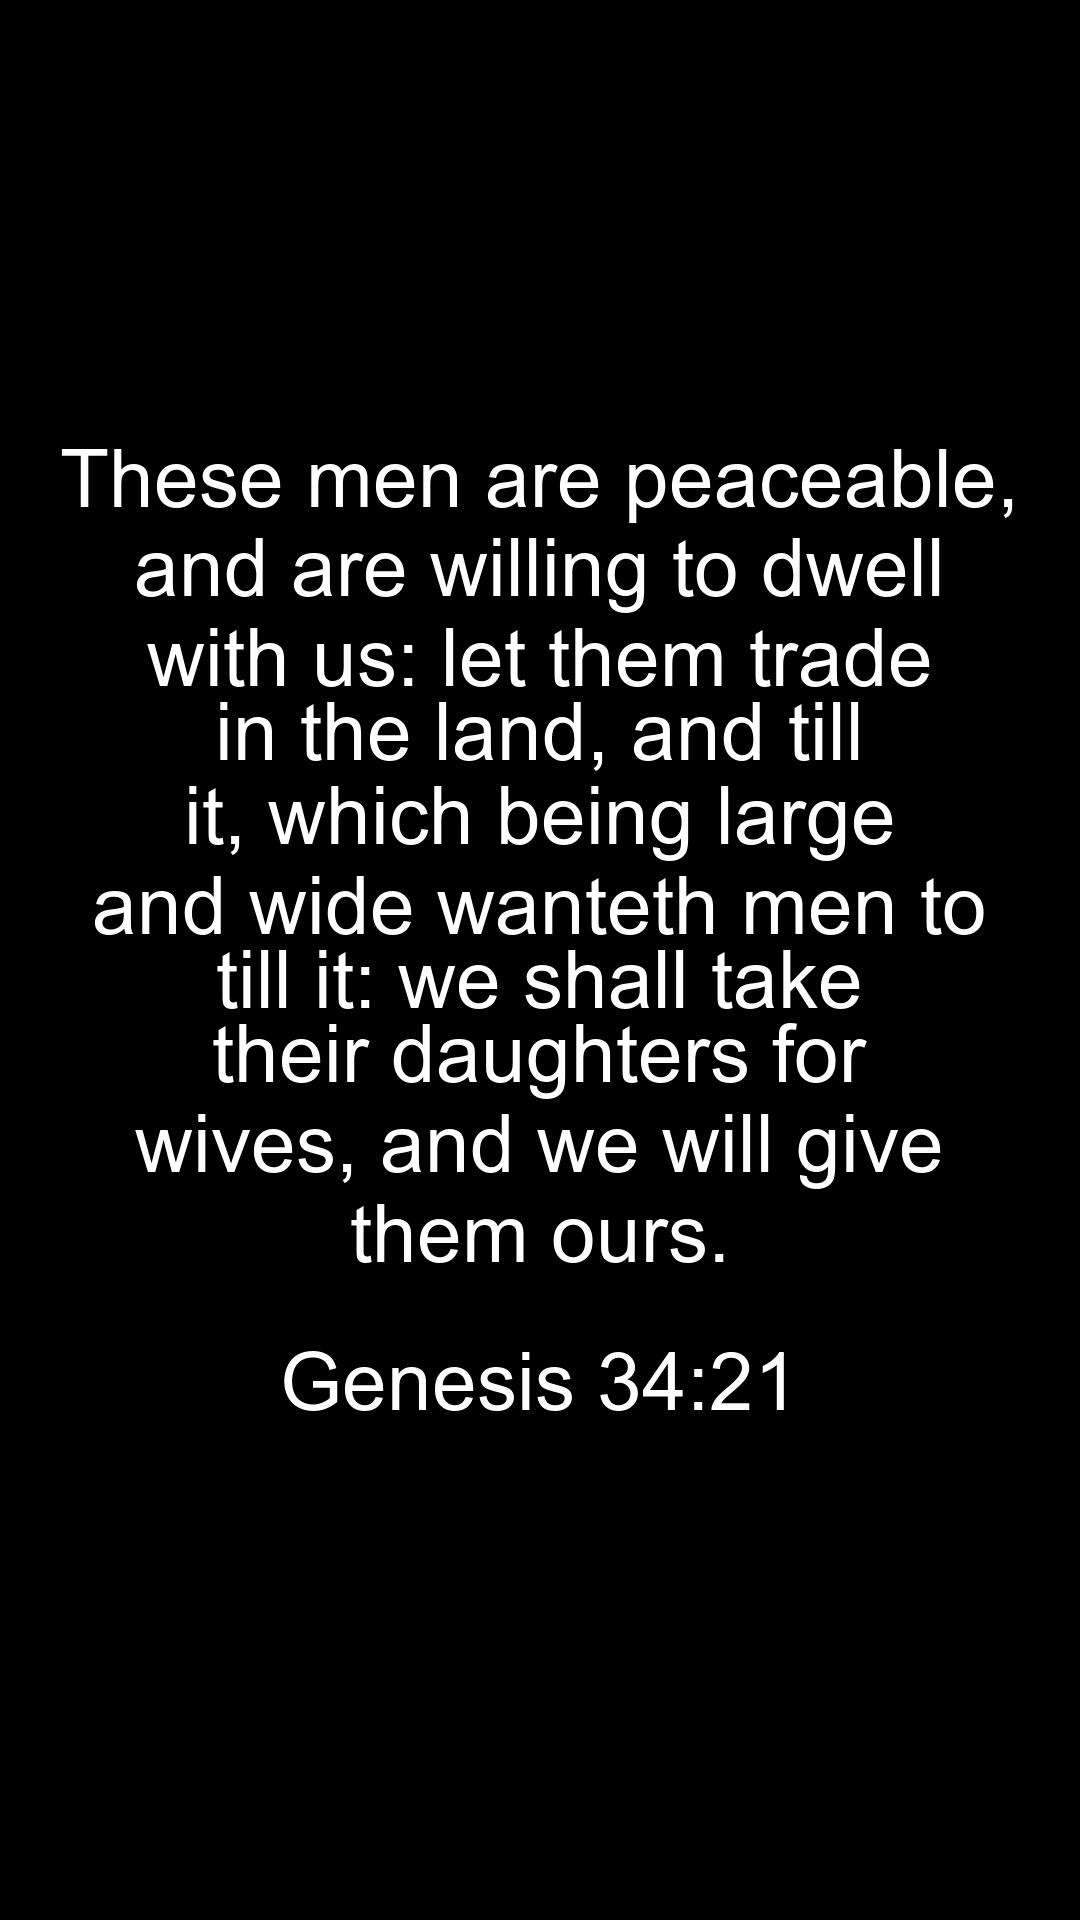 These men are peaceable,
and are willing to dwell
with us: let them trade
in the land, and till
it, which being large
and wide wanteth men to
till it: we shall take
their daughters for
wives, and we will give
them ours.
Genesis 34:21